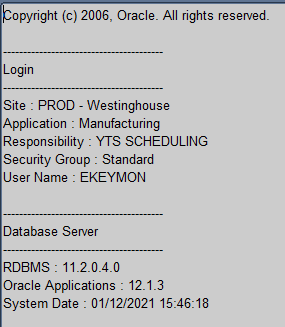 Copyright (c) 2006, Oracle. All rights reserved.
----------------------------------------
Login
----------------------------------------
Site : PROD - Westinghouse
Application : Manufacturing
Responsibility : YTS SCHEDULING
Security Group : Standard
User Name : EKEYMON
----------------------------------------
Database Server
----------------------------------------
RDBMS : 11.2.0.4.0
Oracle Applications : 12.1.3
System Date : 01/12/2021 15:46:18